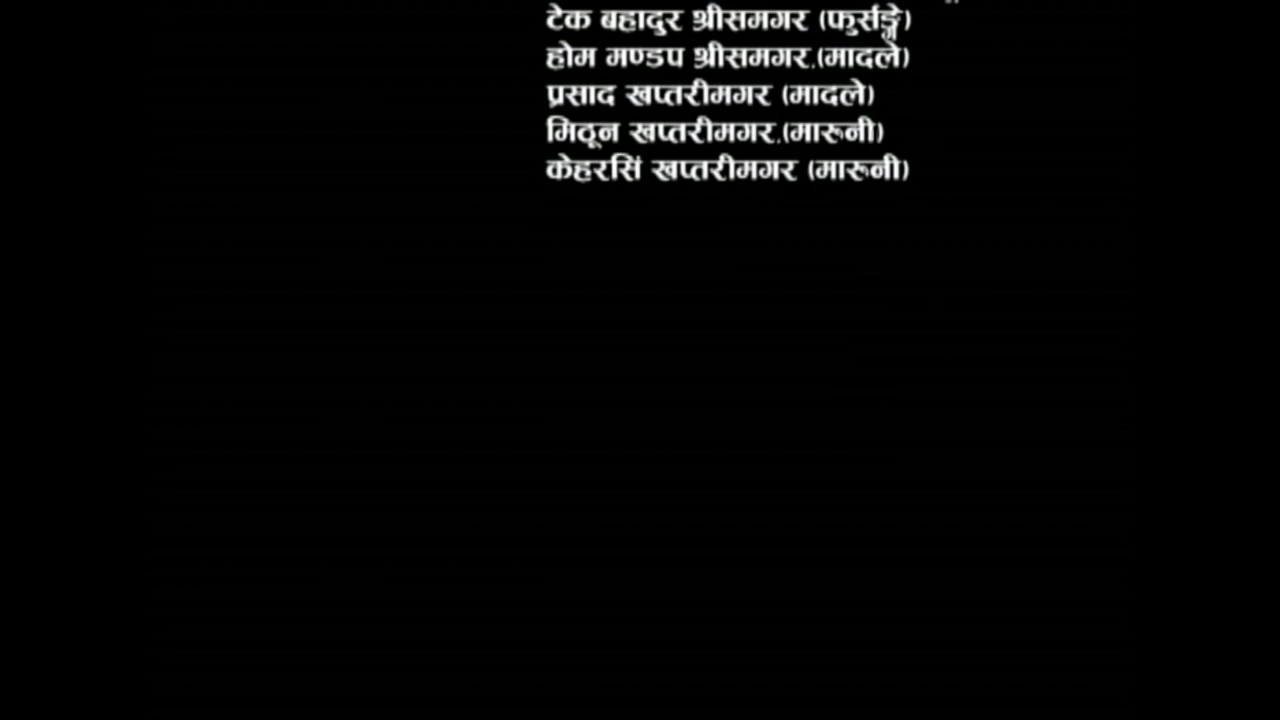 टेक बहादुर श्रीसमगर (फुर्सङ्गे)
होम मण्डप श्रीसमगर.(मादले)
प्रसाद खप्तरीमगर (मादले)
मिठून खप्तरीमगर.(मारूनी)
केहरसिं खप्तरीमगर (मारूनी)